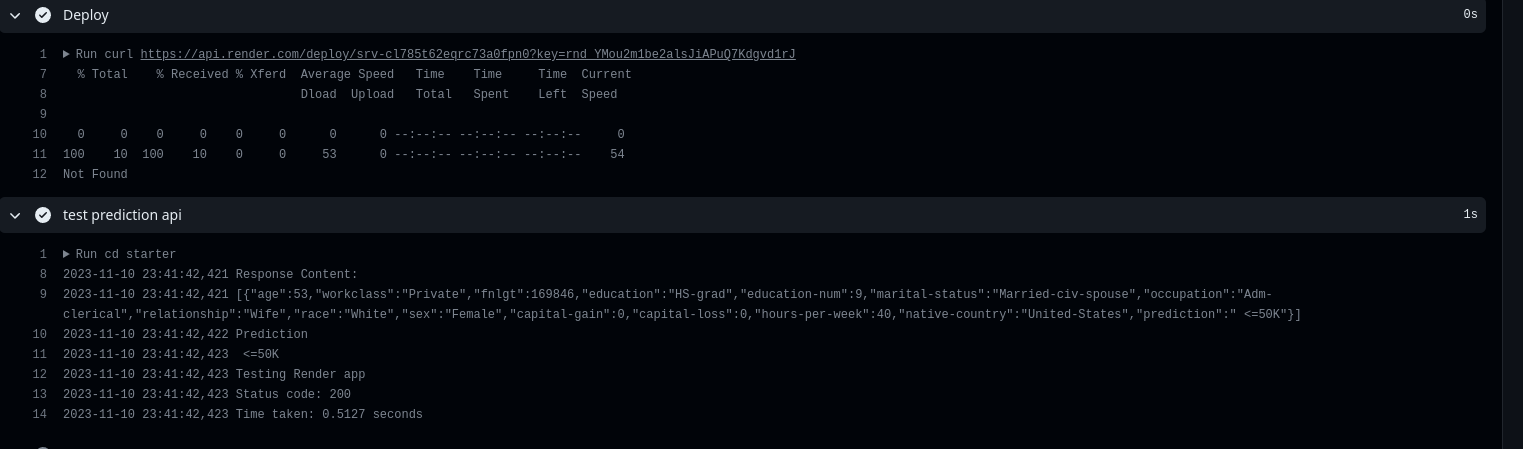 Deploy 0s
1 Run curl https://api.render.com/deploy/srv-cl785t62eqrc73a0fpn0?key=rnd_YMou2m1be2alsJiAPuQ7Kdgvd1rJ
7 % Total % Received % Xferd Average Speed Time Time Time Current
8 Dload Upload Total Spent Left Speed
9
10 0 0 0 0 0 0 0 0 --:--:-- --:--:-- --:--:-- 0
11 100 10 100 10 0 0 53 0 --:--:-- --:--:-- --:--:-- 54
12 Not Found
test prediction api 1s
1 Run cd starter
8 2023-11-10 23:41:42,421 Response Content:
9 2023-11-10 23:41:42,421 [{"age":53,"workclass":"Private","fnlgt":169846,"education":"HS-grad","education-num":9,"marital-status":"Married-civ-spouse","occupation":"Adm-
clerical","relationship":"Wife","race":"White","sex":"Female","capital-gain":0,"capital-loss":0,"hours-per-week":40,"native-country":"United-States","prediction":" <=50K"}]
10 2023-11-10 23:41:42,422 Prediction
11 2023-11-10 23:41:42,423  <=50K
12 2023-11-10 23:41:42,423 Testing Render app
13 2023-11-10 23:41:42,423 Status code: 200
14 2023-11-10 23:41:42,423 Time taken: 0.5127 seconds